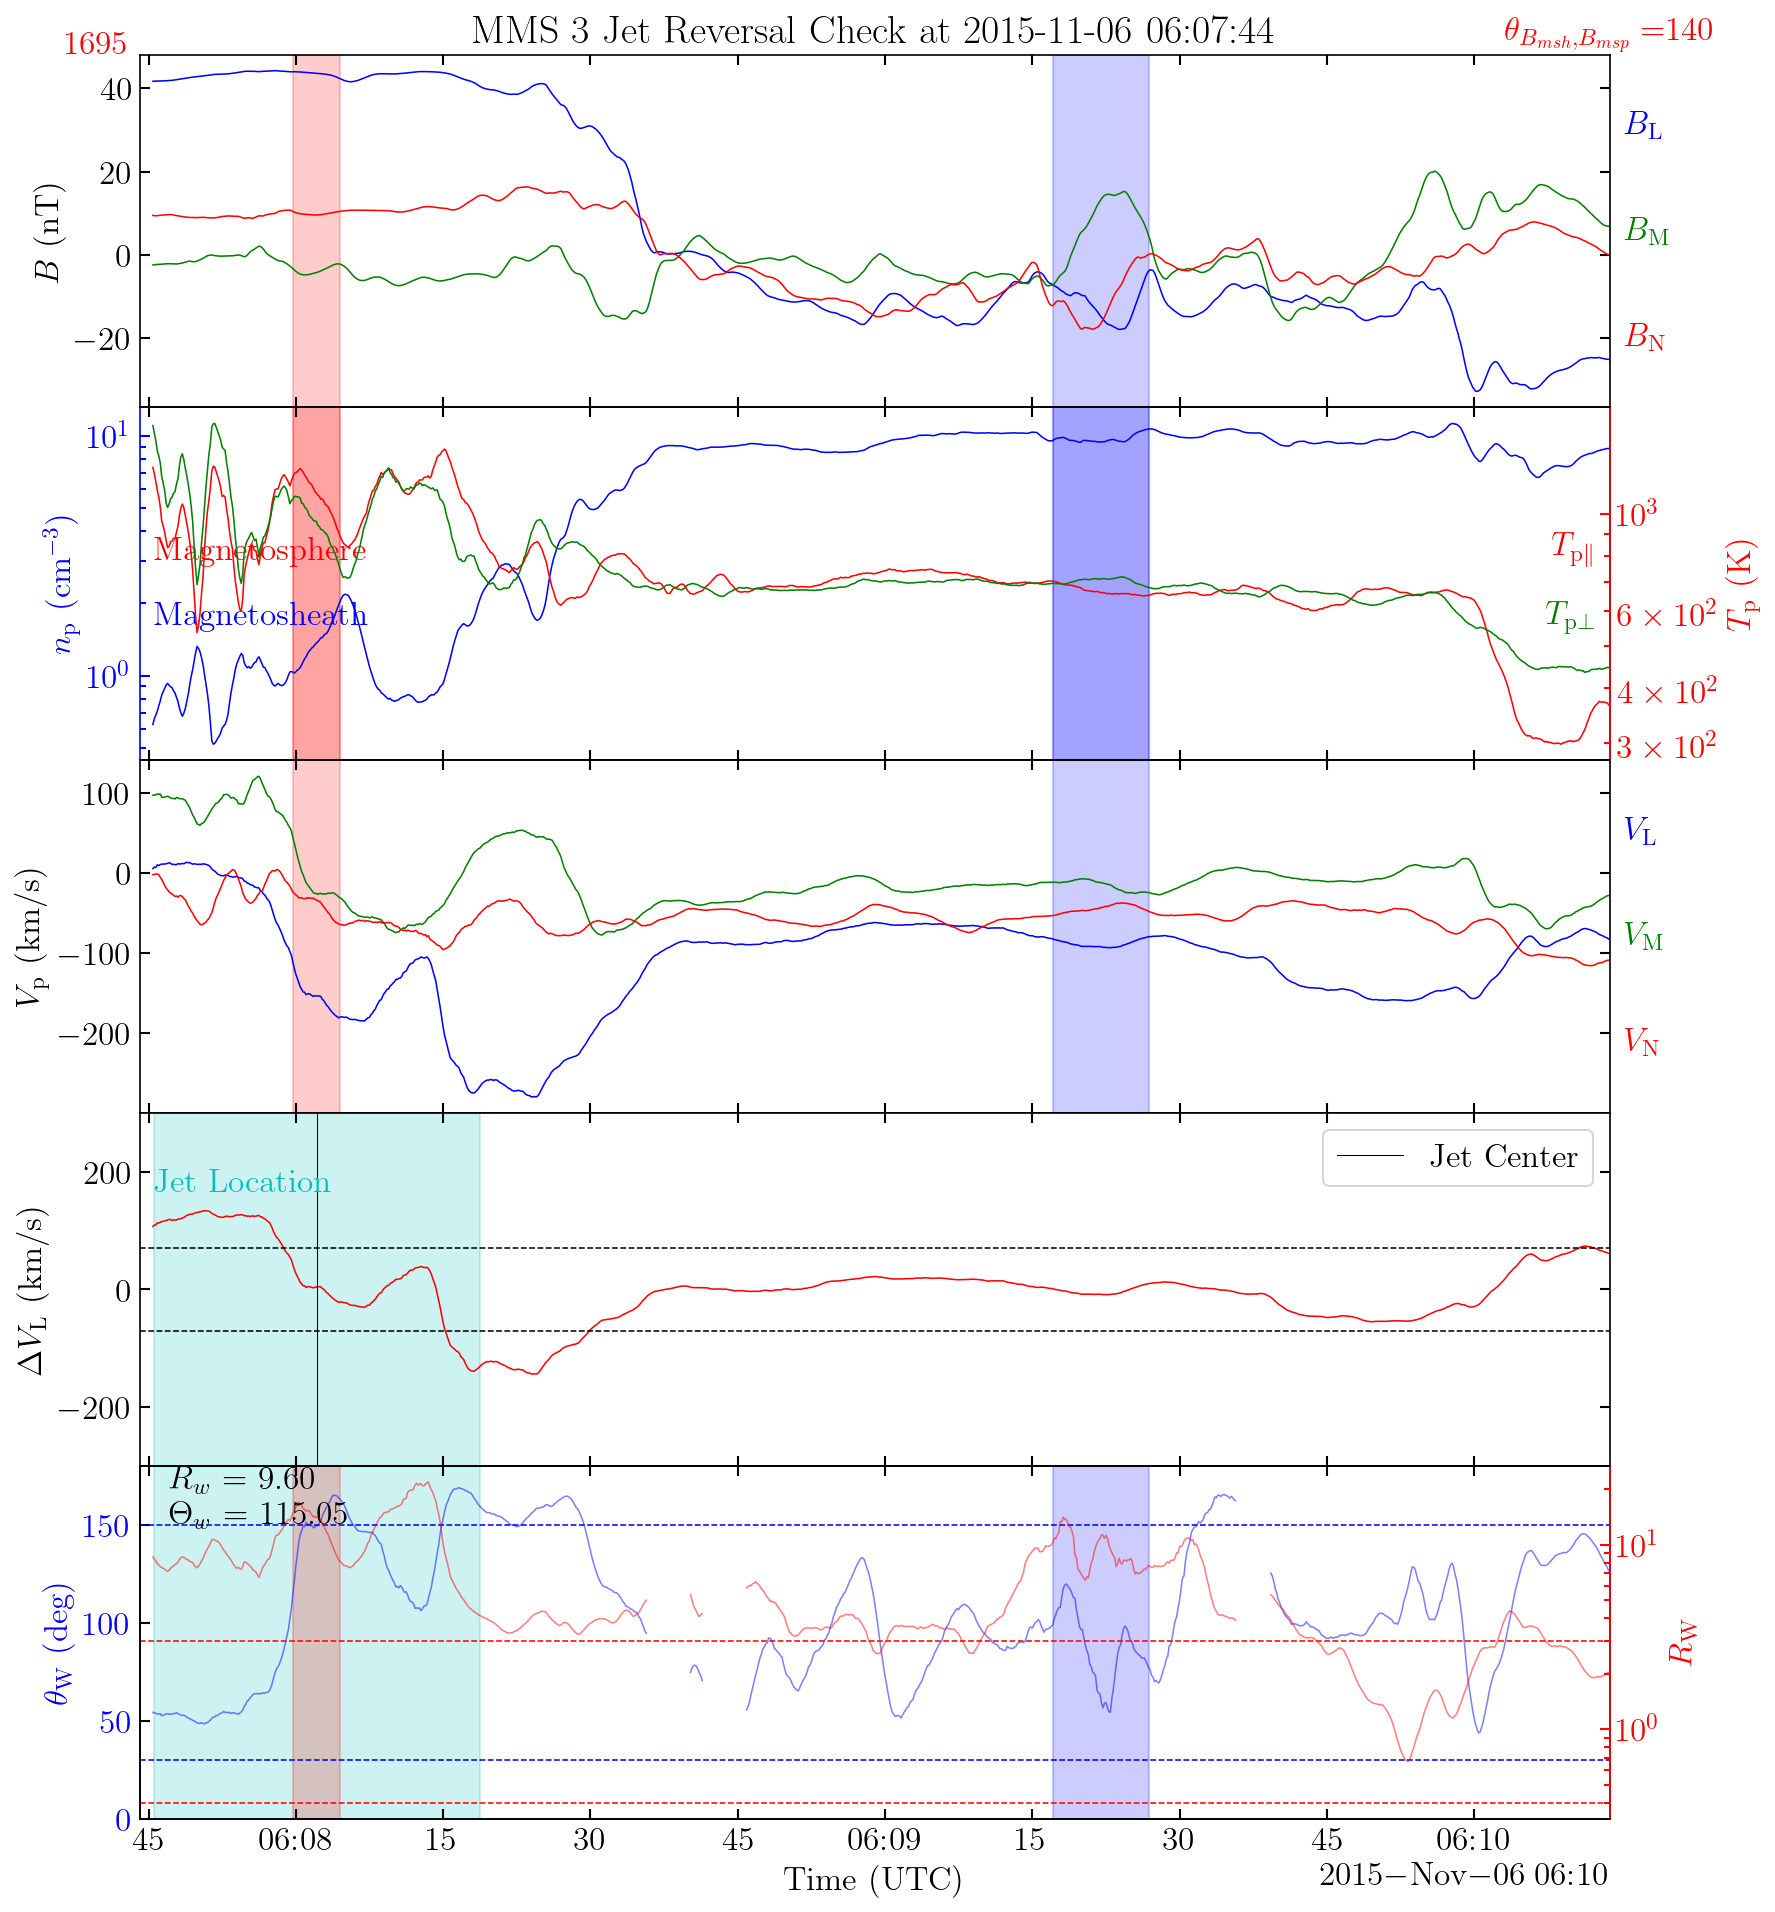 MMS 3 Jet Reversal Check at 2015-11-06 06:07:44
1695
θ_{B_{msh},B_{msp}} =140
40
20
0
−20
B (nT)
B_L
B_M
B_N
10^1
10^0
n_p (cm^{−3})
Magnetosphere
Magnetosheath
T_{p∥}
T_{p⊥}
10^3
6 × 10^2
4 × 10^2
3 × 10^2
T_p (K)
100
0
−100
−200
V_p (km/s)
V_L
V_M
V_N
Jet Location
Jet Center
200
0
−200
ΔV_L (km/s)
R_w = 9.60
Θ_w = 115.05
150
100
50
0
θ_W (deg)
10^1
10^0
R_W
45 06:08 15 30 45 06:09 15 30 45 06:10
Time (UTC)
2015−Nov−06 06:10